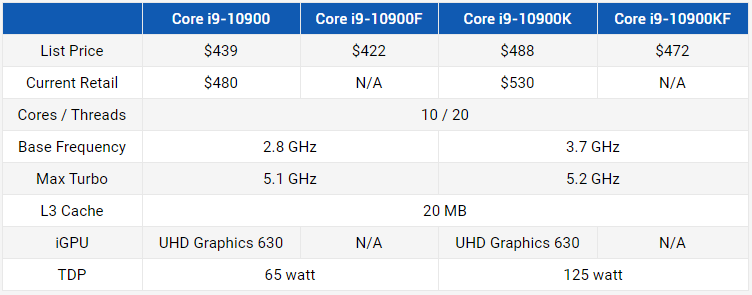 Core i9-10900 Core i9-10900F Core i9-10900K Core i9-10900KF
List Price $439 $422 $488 $472
Current Retail $480 N/A $530 N/A
Cores / Threads 10 / 20
Base Frequency 2.8 GHz 3.7 GHz
Max Turbo 5.1 GHz 5.2 GHz
L3 Cache 20 MB
iGPU UHD Graphics 630 N/A UHD Graphics 630 N/A
TDP 65 watt 125 watt